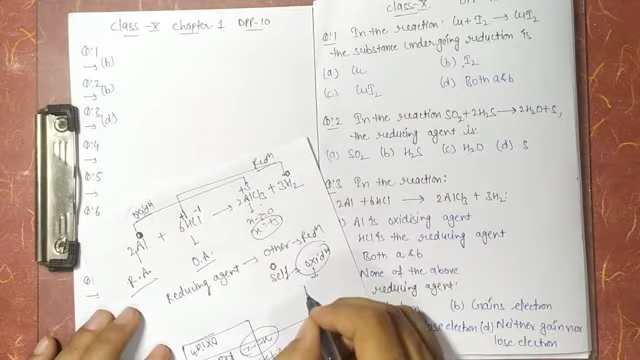 Class-X Chapter 1 DPP-10
Q:1
→ (b)
Q:2
→ (b)
Q:3
→ (d)
Q:4
→
Q:5
→
Q:6
Redn
Oxidn
2Al + 6HCl → 2AlCl3 + 3H2
R.A.
O.A.
Reducing agent → Other → Redn
Self → Oxidn
Class-X
Q:1 In the reaction: Cu + I2 → CuI2
the substance undergoing reduction is
(a) Cu (b) I2
(c) CuI2 (d) Both a&b
Q:2 In the reaction SO2 + 2H2S → 2H2O + S,
the reducing agent is:
(a) SO2 (b) H2S (c) H2O (d) S
Q:3 In the reaction:
2Al + 6HCl → 2AlCl3 + 3H2:
) Al is oxidising agent
HCl is the reducing agent
Both a&b
None of the above
reducing agent:
(b) Gains electron
lose electron (d) Neither gain nor
lose electron